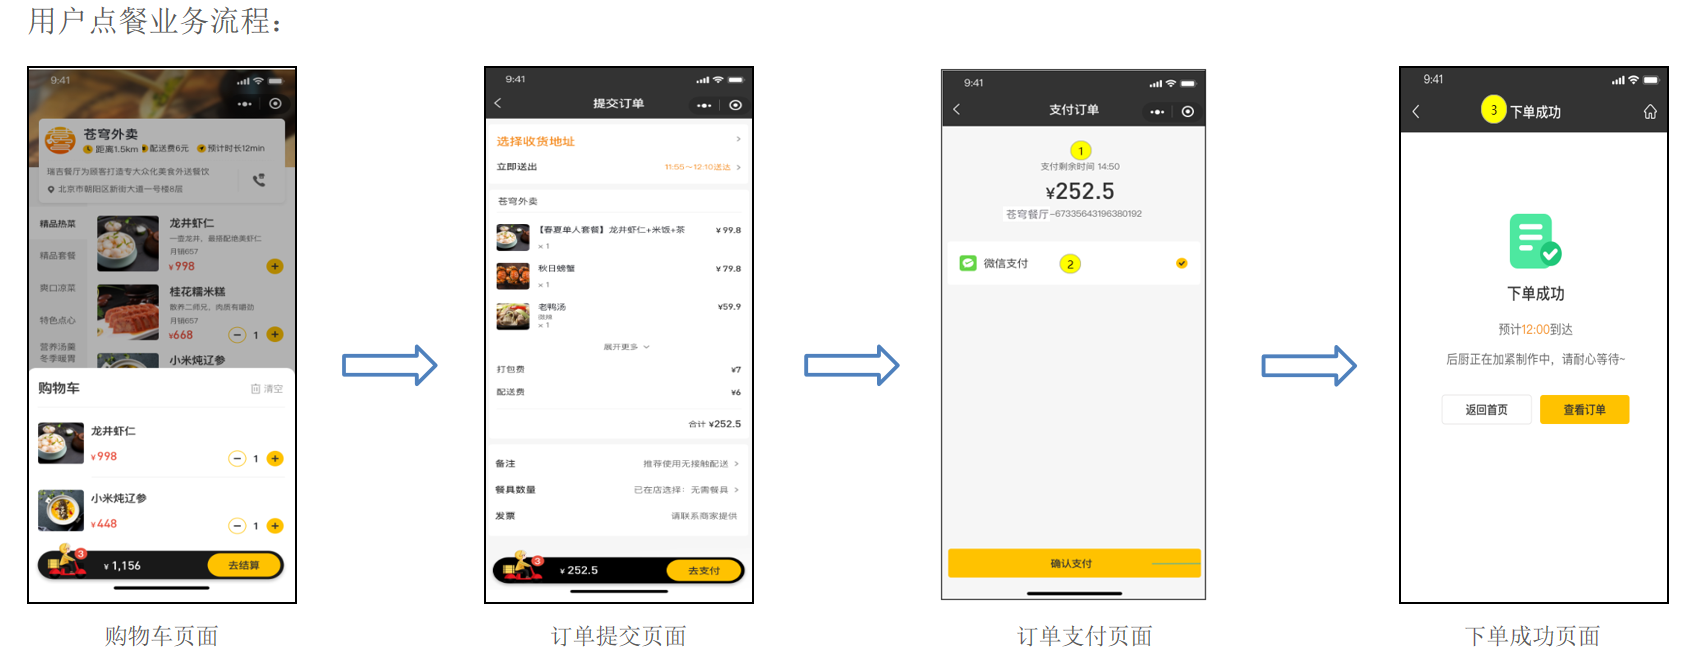 用户点餐业务流程：
9:41
苍穹外卖
距离1.5km 配送费6元 预计时长12min
瑞吉餐厅为顾客打造专大众化美食外送餐饮
北京市朝阳区新街大道一号楼8层
精品热菜
精品套餐
爽口凉菜
特色点心
营养汤羹
冬季暖胃
龙井虾仁
一壶龙井，最搭配绝美虾仁
月销657
¥998
桂花糯米糕
散养二师兄，肉质有嚼劲
月销657
¥668
1
小米炖辽参
购物车
清空
龙井虾仁
¥998
1
小米炖辽参
¥448
1
3
¥ 1,156
去结算
购物车页面
9:41
提交订单
选择收货地址
立即送出 11:55～12:10送达
苍穹外卖
【春夏单人套餐】龙井虾仁+米饭+茶 ¥99.8
×1
秋日螃蟹 ¥79.8
×1
老鸭汤 ¥59.9
微辣
×1
展开更多
打包费 ¥7
配送费 ¥6
合计 ¥252.5
备注 推荐使用无接触配送
餐具数量 已在店选择：无需餐具
发票 请联系商家提供
3
¥ 252.5
去支付
订单提交页面
9:41
支付订单
1
支付剩余时间 14:50
¥252.5
苍穹餐厅-67335643196380192
微信支付
2
确认支付
订单支付页面
9:41
3
下单成功
下单成功
预计12:00到达
后厨正在加紧制作中，请耐心等待~
返回首页
查看订单
下单成功页面